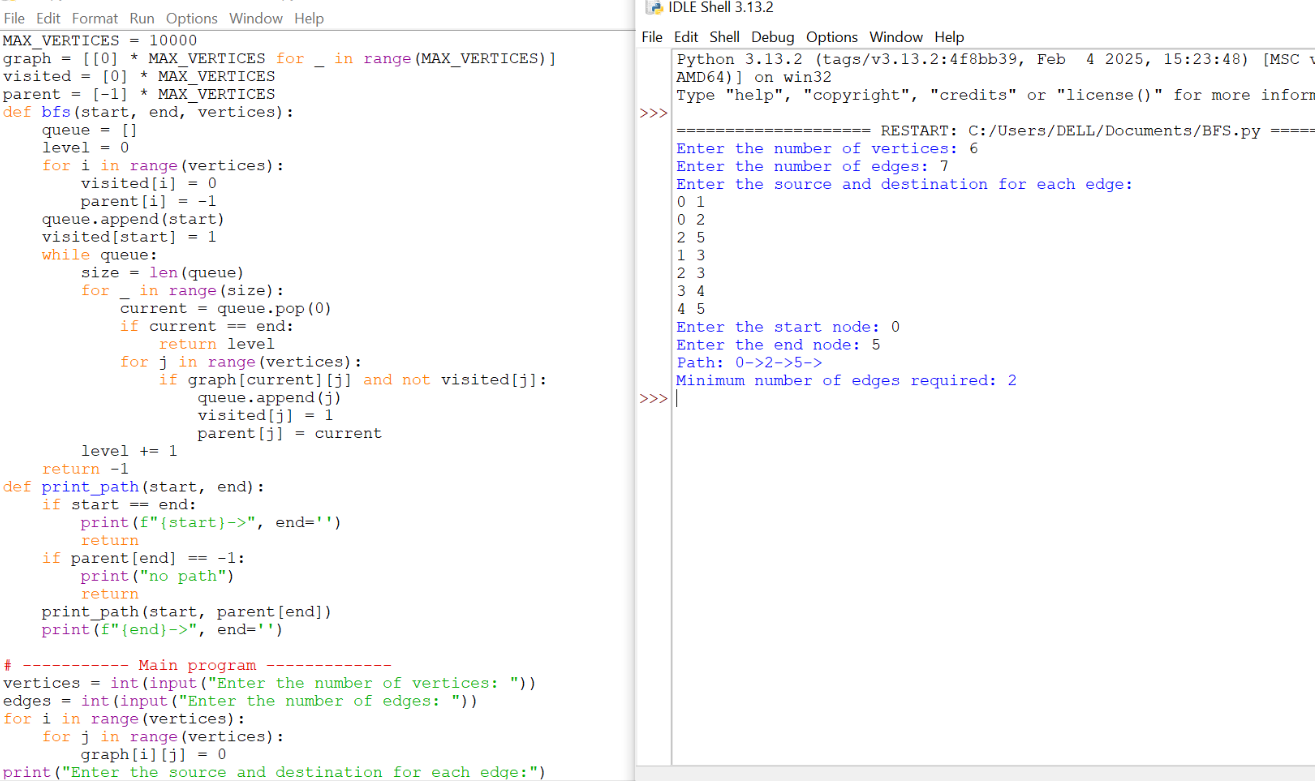 File Edit Format Run Options Window Help
MAX_VERTICES = 10000
graph = [[0] * MAX_VERTICES for _ in range(MAX_VERTICES)]
visited = [0] * MAX_VERTICES
parent = [-1] * MAX_VERTICES
def bfs(start, end, vertices):
    queue = []
    level = 0
    for i in range(vertices):
        visited[i] = 0
        parent[i] = -1
    queue.append(start)
    visited[start] = 1
    while queue:
        size = len(queue)
        for _ in range(size):
            current = queue.pop(0)
            if current == end:
                return level
            for j in range(vertices):
                if graph[current][j] and not visited[j]:
                    queue.append(j)
                    visited[j] = 1
                    parent[j] = current
        level += 1
    return -1
def print_path(start, end):
    if start == end:
        print(f"{start}->", end='')
        return
    if parent[end] == -1:
        print("no path")
        return
    print_path(start, parent[end])
    print(f"{end}->", end='')
# ----------- Main program -------------
vertices = int(input("Enter the number of vertices: "))
edges = int(input("Enter the number of edges: "))
for i in range(vertices):
    for j in range(vertices):
        graph[i][j] = 0
print("Enter the source and destination for each edge:")
IDLE Shell 3.13.2
File Edit Shell Debug Options Window Help
Python 3.13.2 (tags/v3.13.2:4f8bb39, Feb  4 2025, 15:23:48) [MSC v
AMD64)] on win32
Type "help", "copyright", "credits" or "license()" for more inform
>>>
==================== RESTART: C:/Users/DELL/Documents/BFS.py =====
Enter the number of vertices: 6
Enter the number of edges: 7
Enter the source and destination for each edge:
0 1
0 2
2 5
1 3
2 3
3 4
4 5
Enter the start node: 0
Enter the end node: 5
Path: 0->2->5->
Minimum number of edges required: 2
>>>